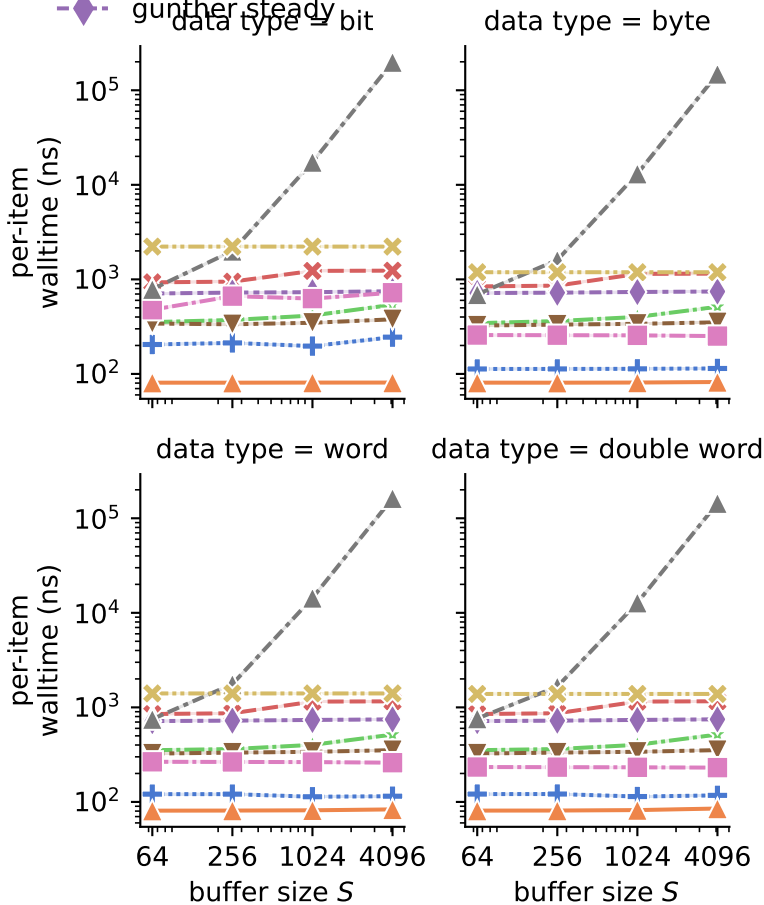 gunther steady
data type = bit
data type = byte
per-item
walltime (ns)
10^5
10^4
10^3
10^2
data type = word
data type = double word
per-item
walltime (ns)
10^5
10^4
10^3
10^2
64 256 1024 4096
64 256 1024 4096
buffer size S
buffer size S